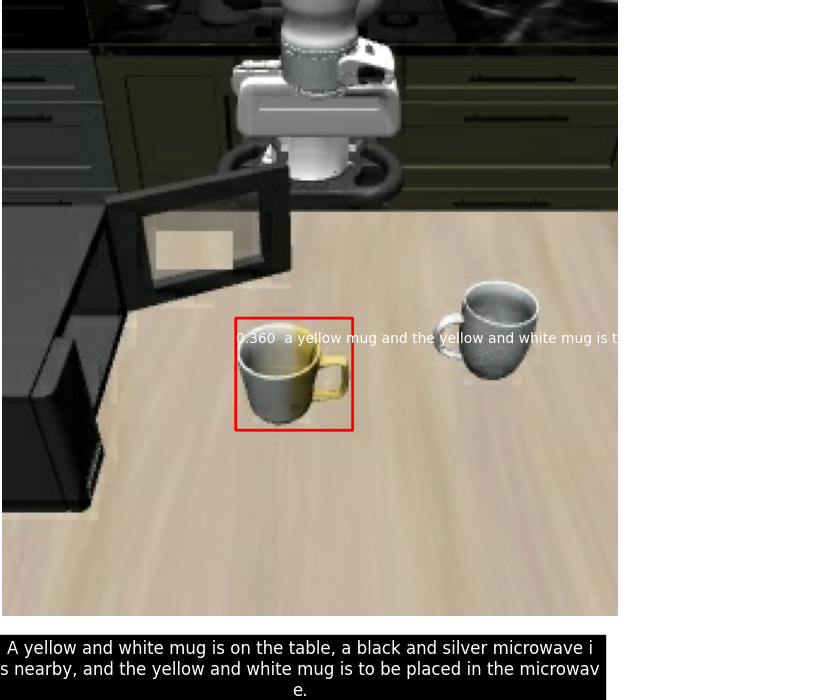 0.360 a yellow mug and the yellow and white mug is t
A yellow and white mug is on the table, a black and silver microwave i
s nearby, and the yellow and white mug is to be placed in the microwav
e.